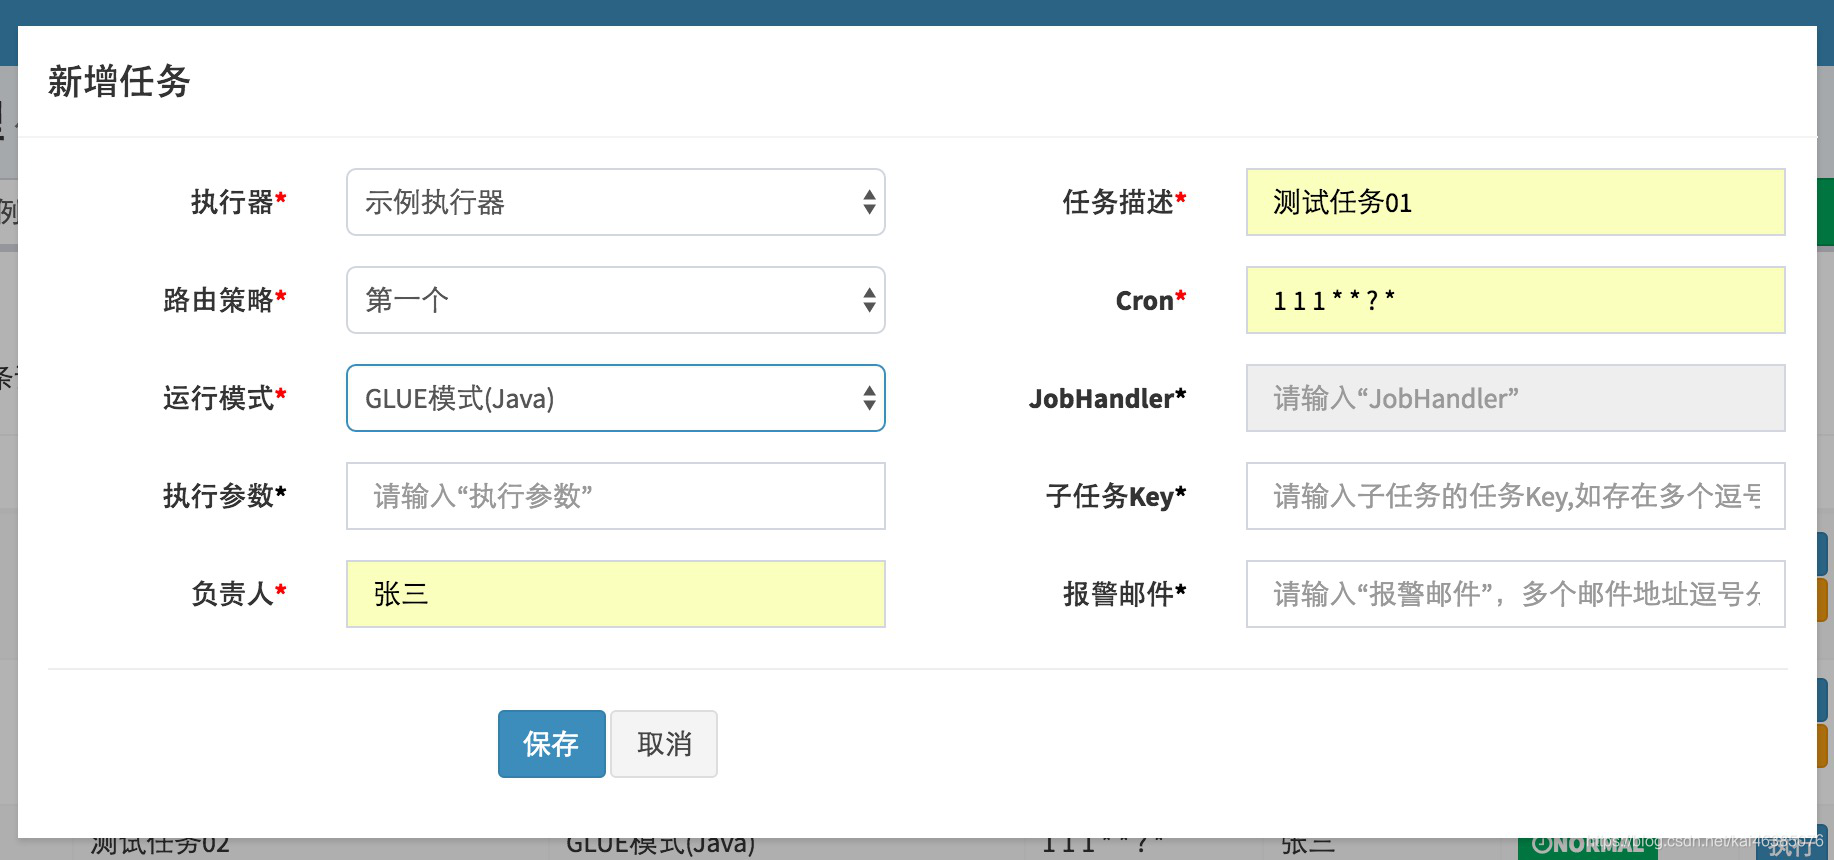 新增任务
执行器* 示例执行器 任务描述* 测试任务01
路由策略* 第一个 Cron* 1 1 1 * * ? *
运行模式* GLUE模式(Java) JobHandler* 请输入“JobHandler”
执行参数* 请输入“执行参数” 子任务Key* 请输入子任务的任务Key,如存在多个逗号
负责人* 张三 报警邮件* 请输入“报警邮件”，多个邮件地址逗号分
保存 取消
测试任务02 GLUE模式(Java) 1 1 1 * * ? * 张三 NORMAL 执行